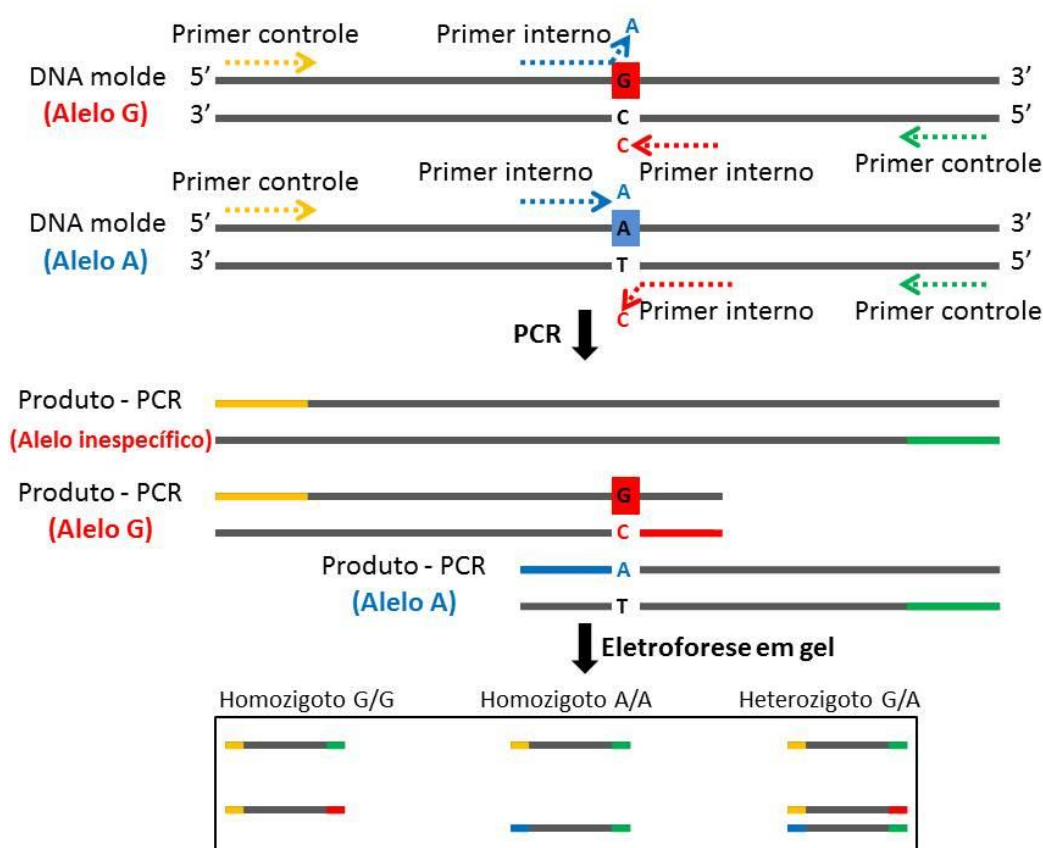 Primer controle
Primer interno
A
DNA molde 5’ G 3’
(Alelo G) 3’ C 5’
C
Primer interno
Primer controle
Primer controle
Primer interno
A
DNA molde 5’ A 3’
(Alelo A) 3’ T 5’
C
Primer interno
Primer controle
PCR
Produto - PCR
(Alelo inespecífico)
Produto - PCR G
(Alelo G) C
Produto - PCR A
(Alelo A) T
Eletroforese em gel
Homozigoto G/G Homozigoto A/A Heterozigoto G/A